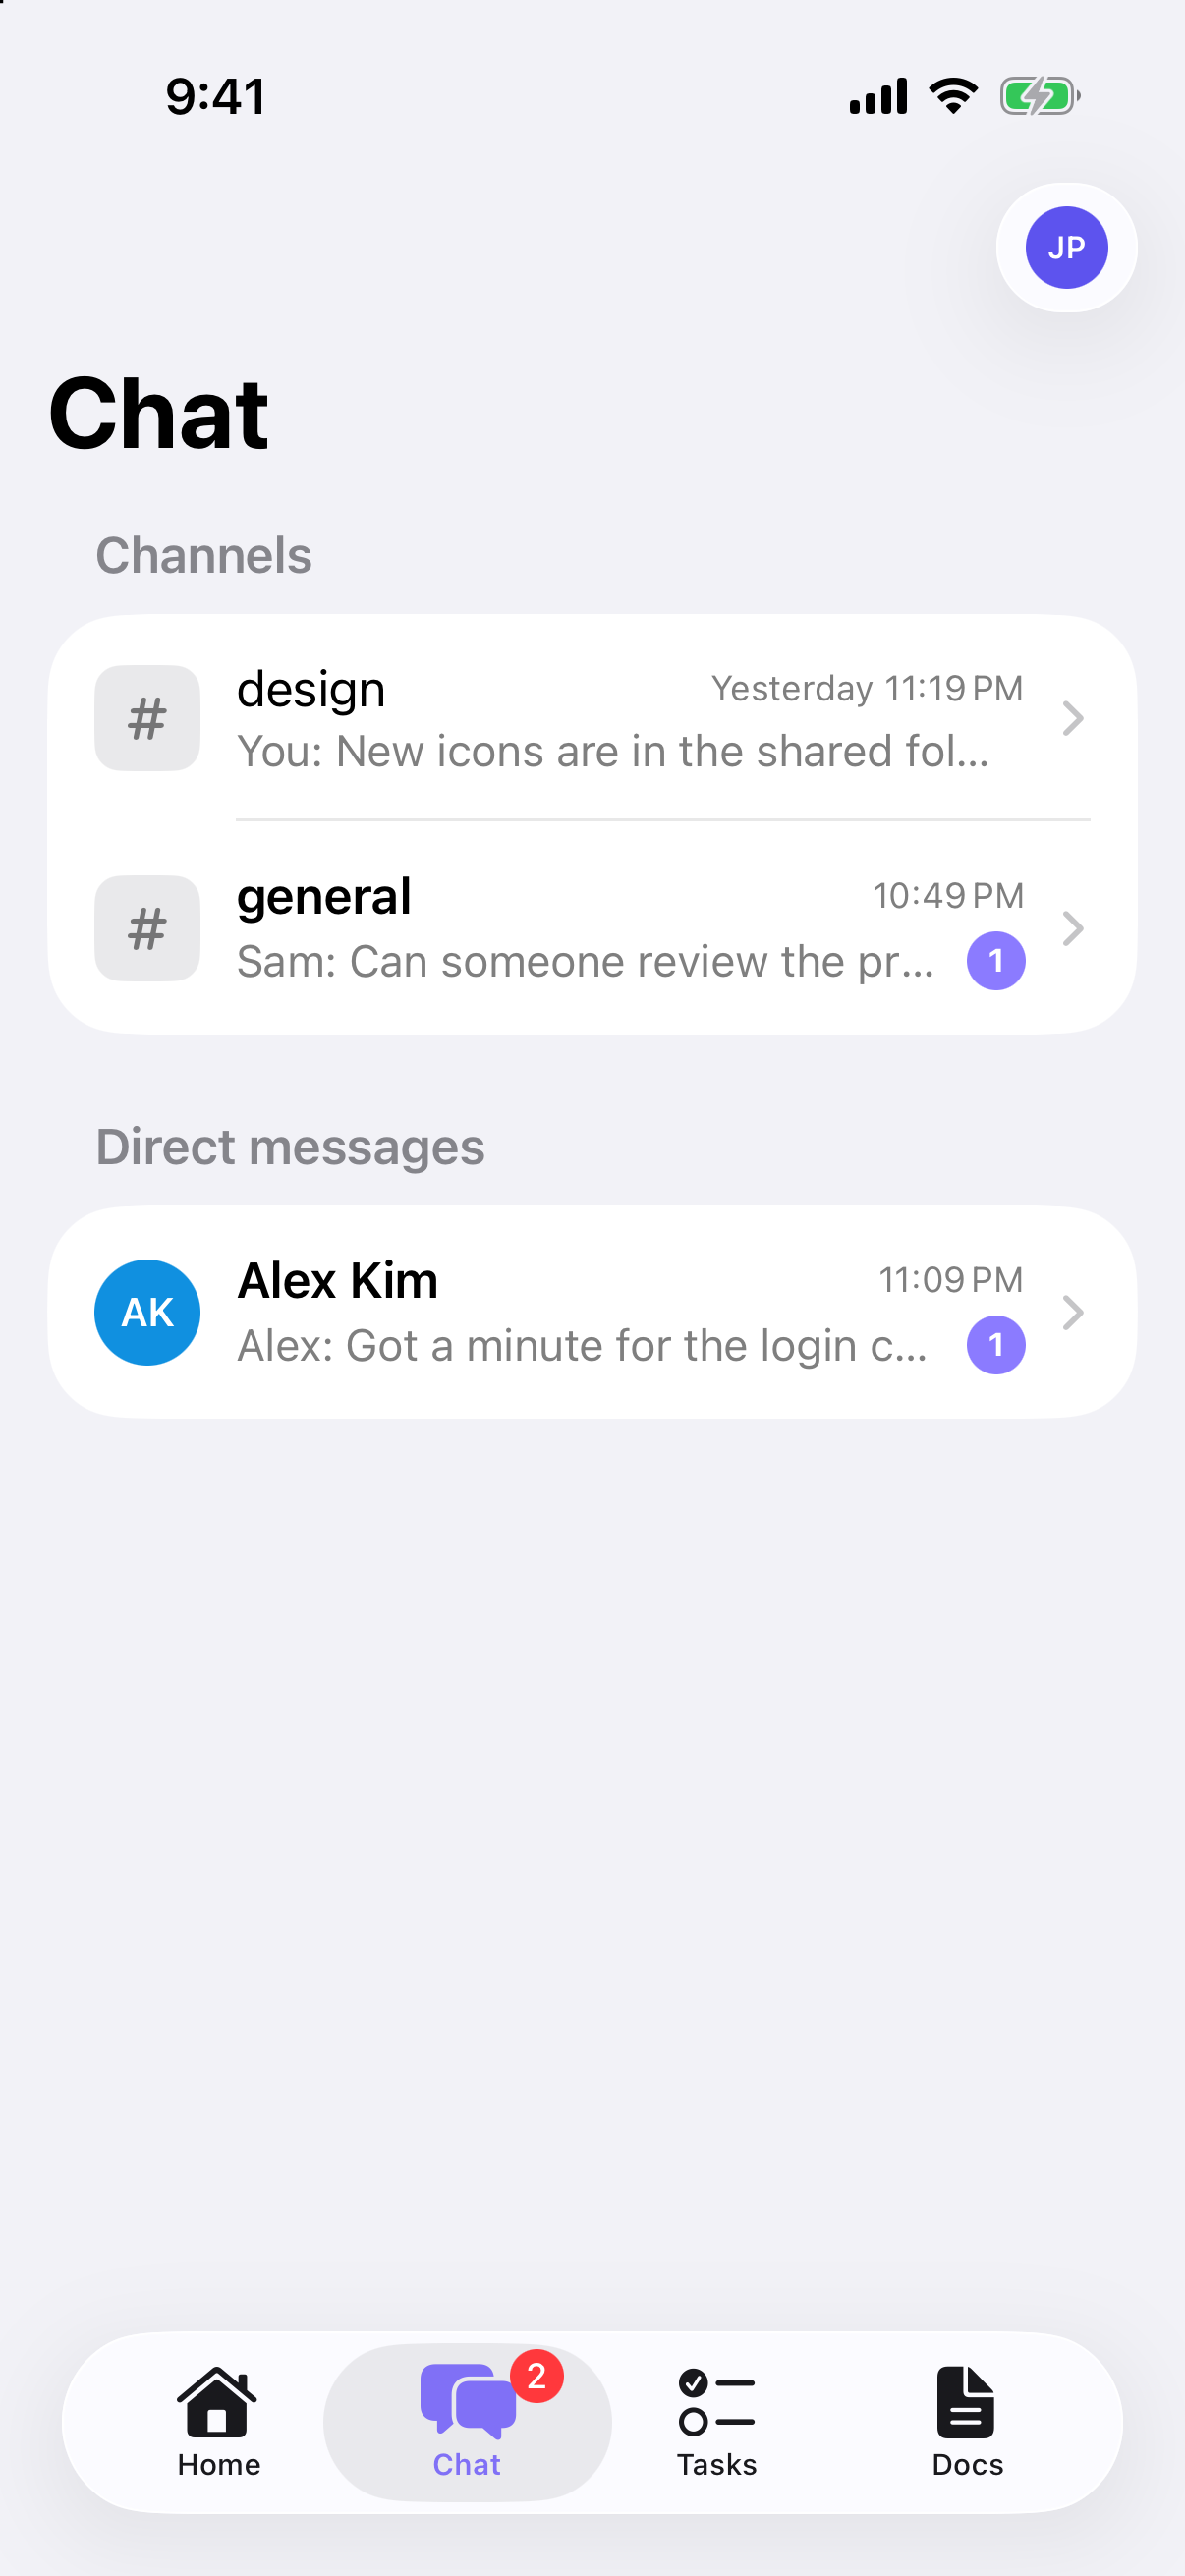 9:41
JP
Chat
Channels
# design Yesterday 11:19 PM
You: New icons are in the shared fol...
# general 10:49 PM
Sam: Can someone review the pr... 1
Direct messages
AK Alex Kim 11:09 PM
Alex: Got a minute for the login c... 1
2
Home Chat Tasks Docs